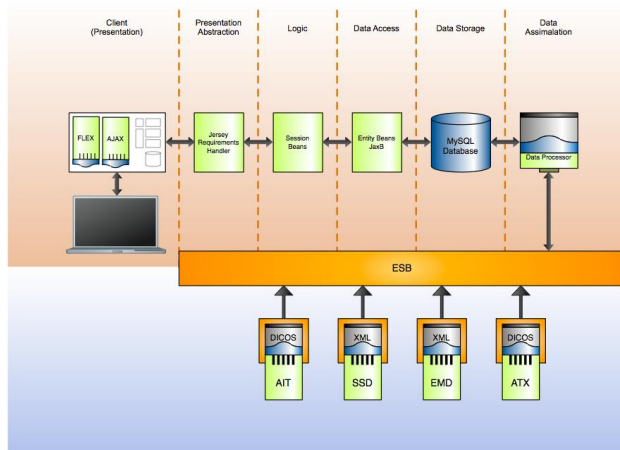 Client
(Presentation)
Presentation
Abstraction
Logic
Data Access
Data Storage
Data
Assimalation
FLEX
AJAX
Jersey
Requirements
Handler
Session
Beans
Entity Beans
JaxB
MySQL
Database
Data Processor
ESB
DICOS
XML
XML
DICOS
AIT
SSD
EMD
ATX